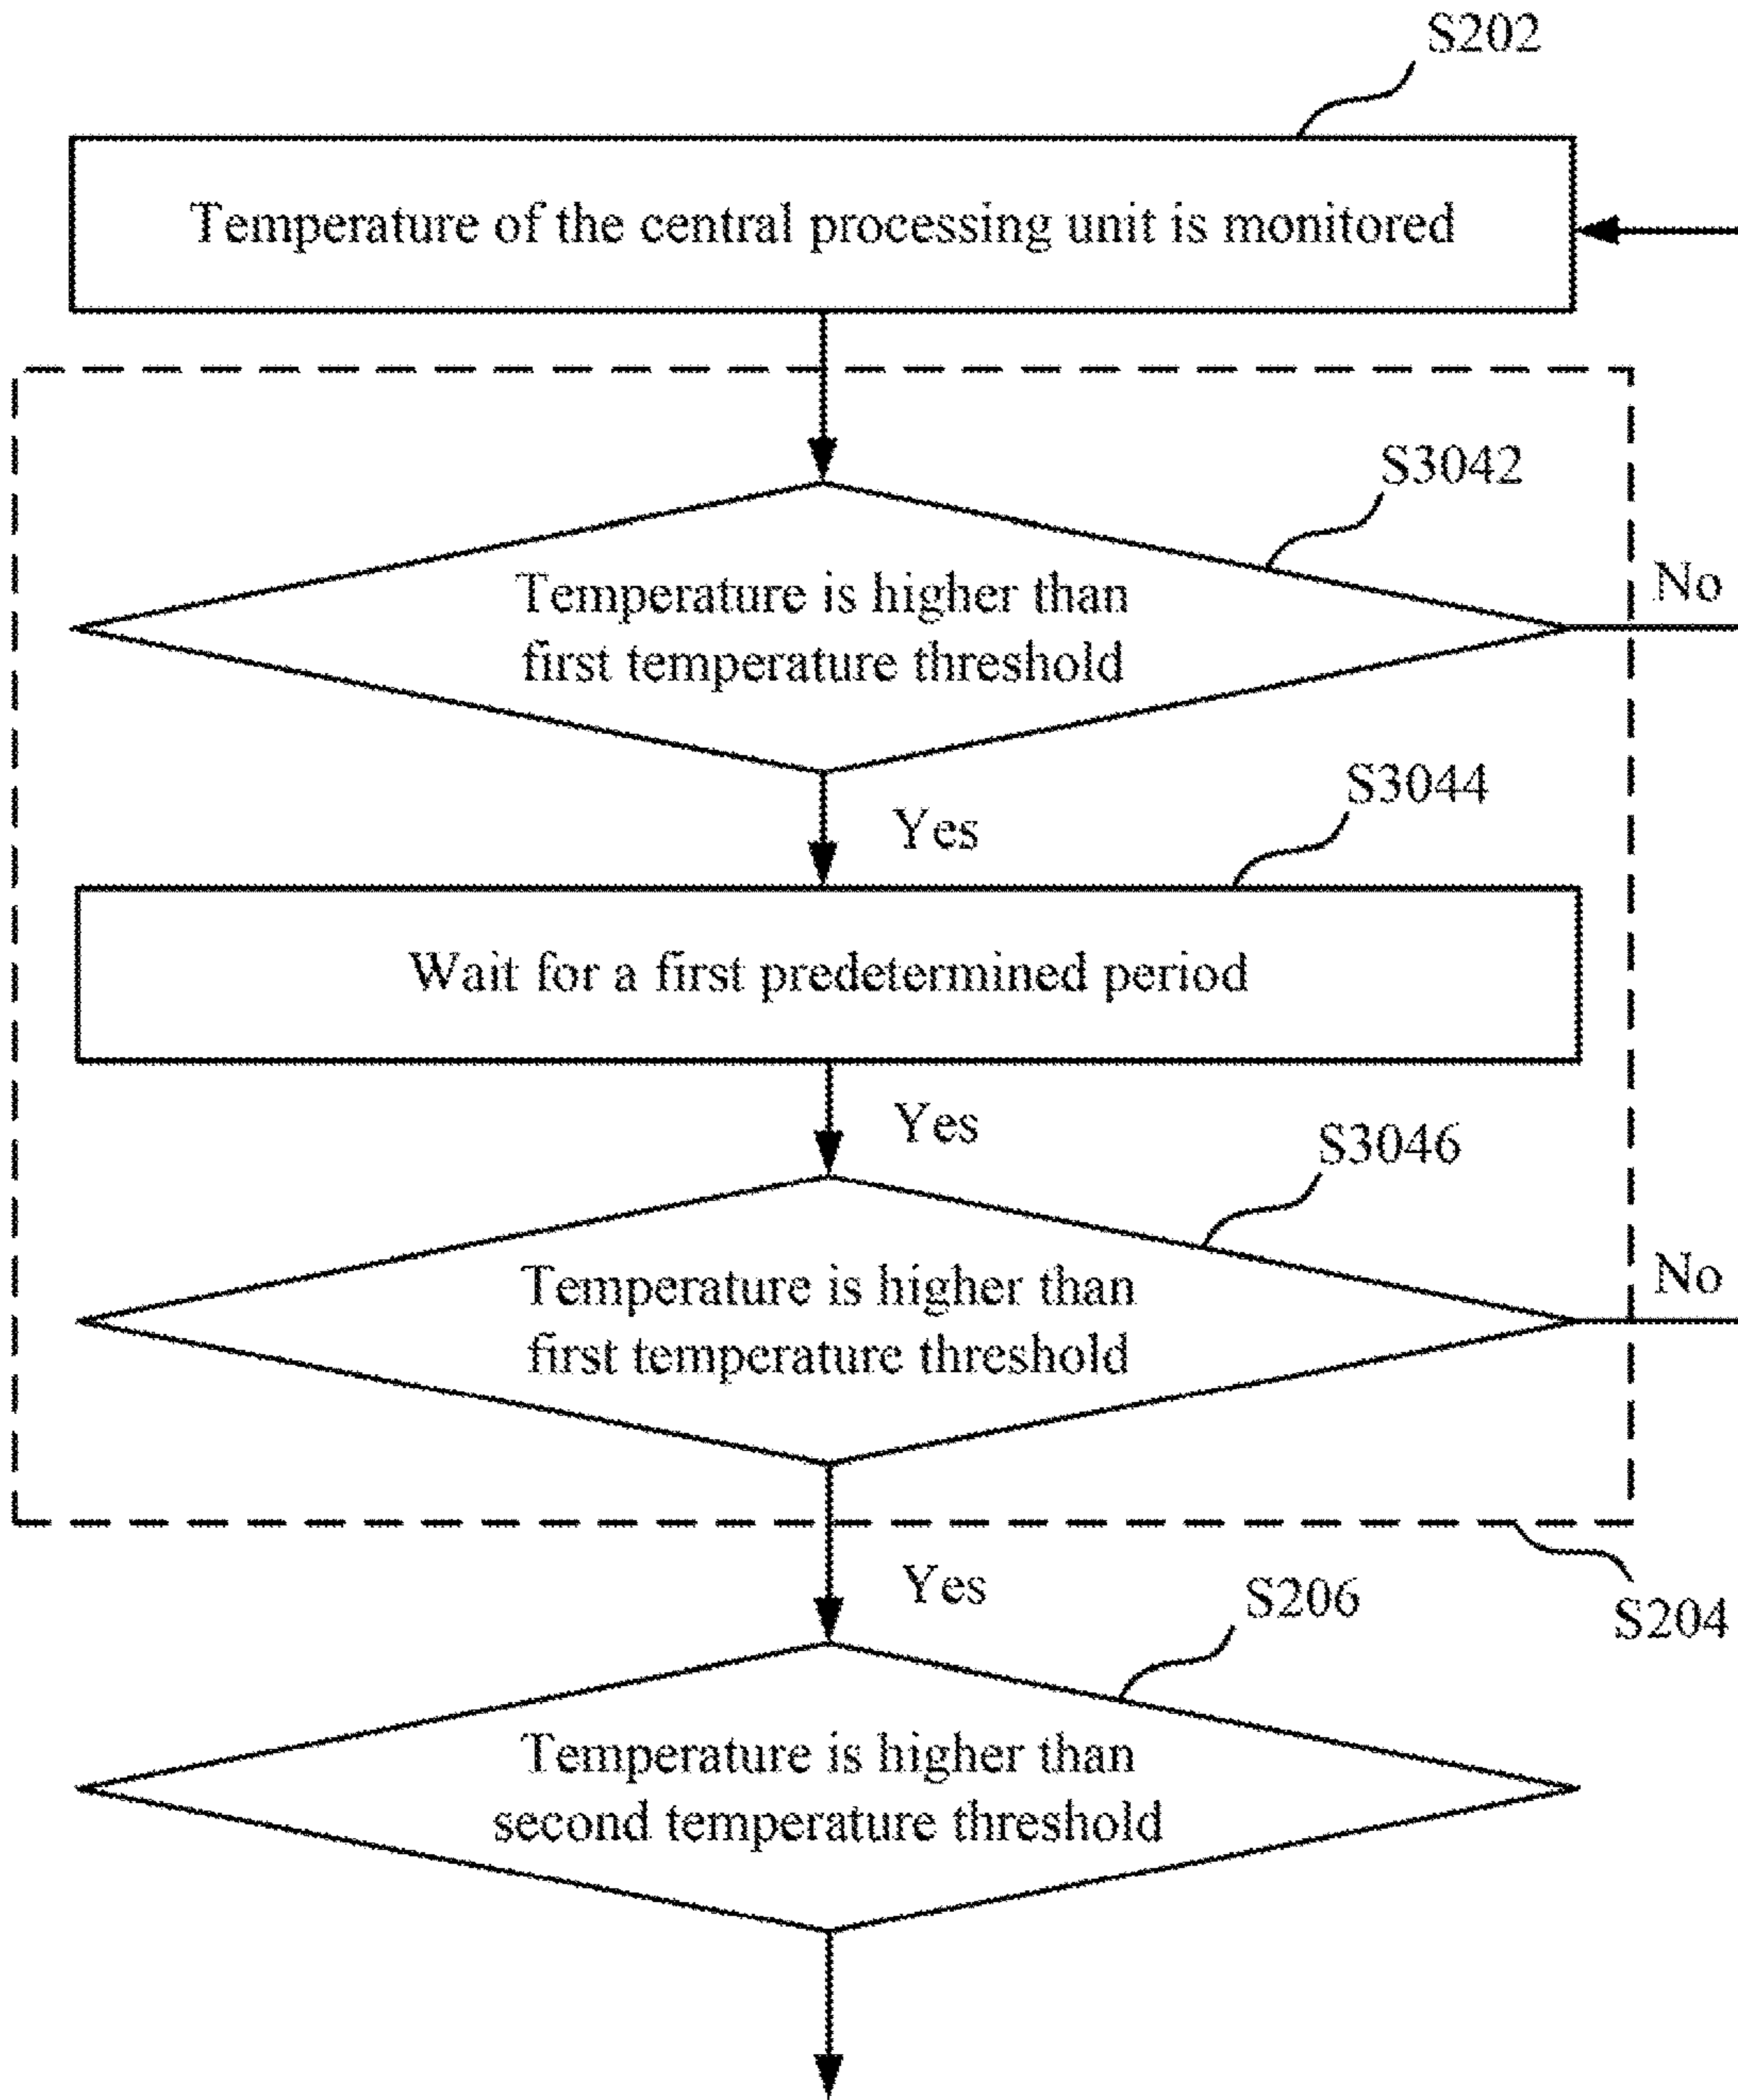 S202
Temperature of the central processing unit is monitored
S3042
Temperature is higher than
first temperature threshold
No
Yes
S3044
Wait for a first predetermined period
Yes
S3046
Temperature is higher than
first temperature threshold
No
Yes
S204
S206
Temperature is higher than
second temperature threshold